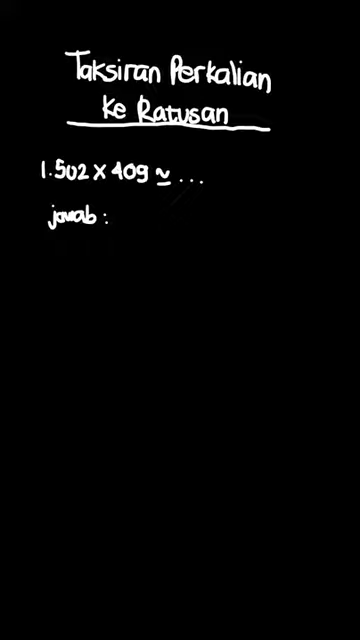 Taksiran Perkalian
ke Ratusan
1.502 x 409 ≈ ...
jawab :